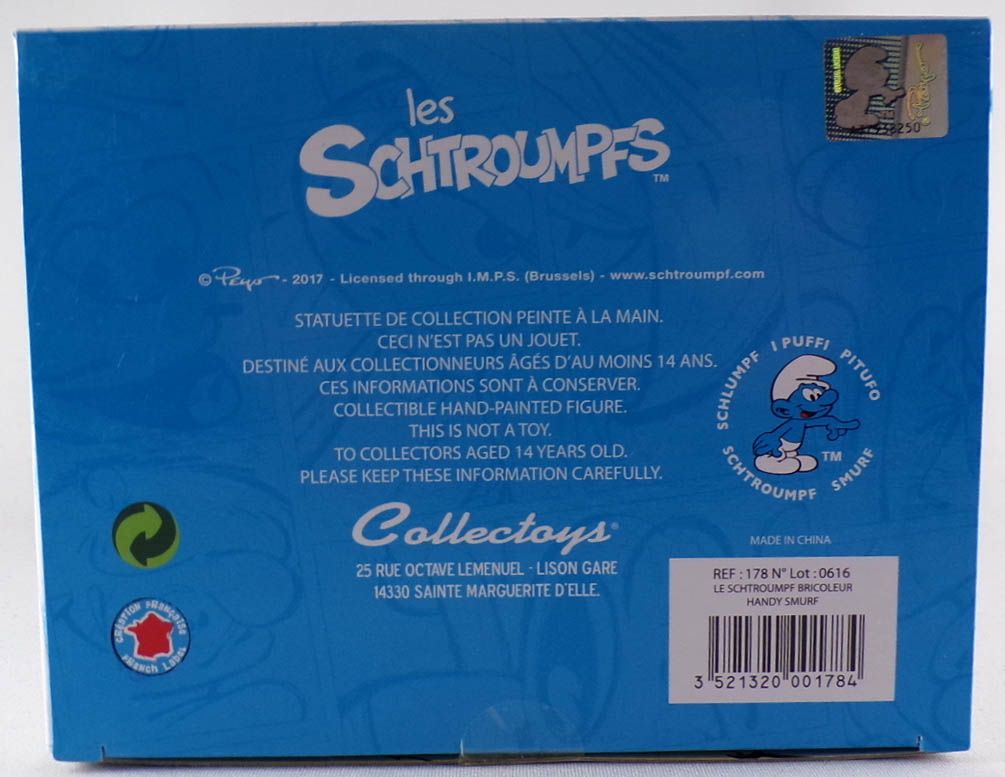 les
SCHTROUMPFS™
© Peyo - 2017 - Licensed through I.M.P.S. (Brussels) - www.schtroumpf.com
STATUETTE DE COLLECTION PEINTE À LA MAIN.
CECI N'EST PAS UN JOUET.
DESTINÉ AUX COLLECTIONNEURS ÂGÉS D'AU MOINS 14 ANS.
CES INFORMATIONS SONT À CONSERVER.
COLLECTIBLE HAND-PAINTED FIGURE.
THIS IS NOT A TOY.
TO COLLECTORS AGED 14 YEARS OLD.
PLEASE KEEP THESE INFORMATION CAREFULLY.
SCHLUMPF I PUFFI PITUFO
SCHTROUMPF SMURF
TM
Collectoys®
25 RUE OCTAVE LEMENUEL - LISON GARE
14330 SAINTE MARGUERITE D'ELLE.
CRÉATION FRANÇAISE
FRENCH LABEL
MADE IN CHINA
REF : 178 N° Lot : 0616
LE SCHTROUMPF BRICOLEUR
HANDY SMURF
3 521320 001784